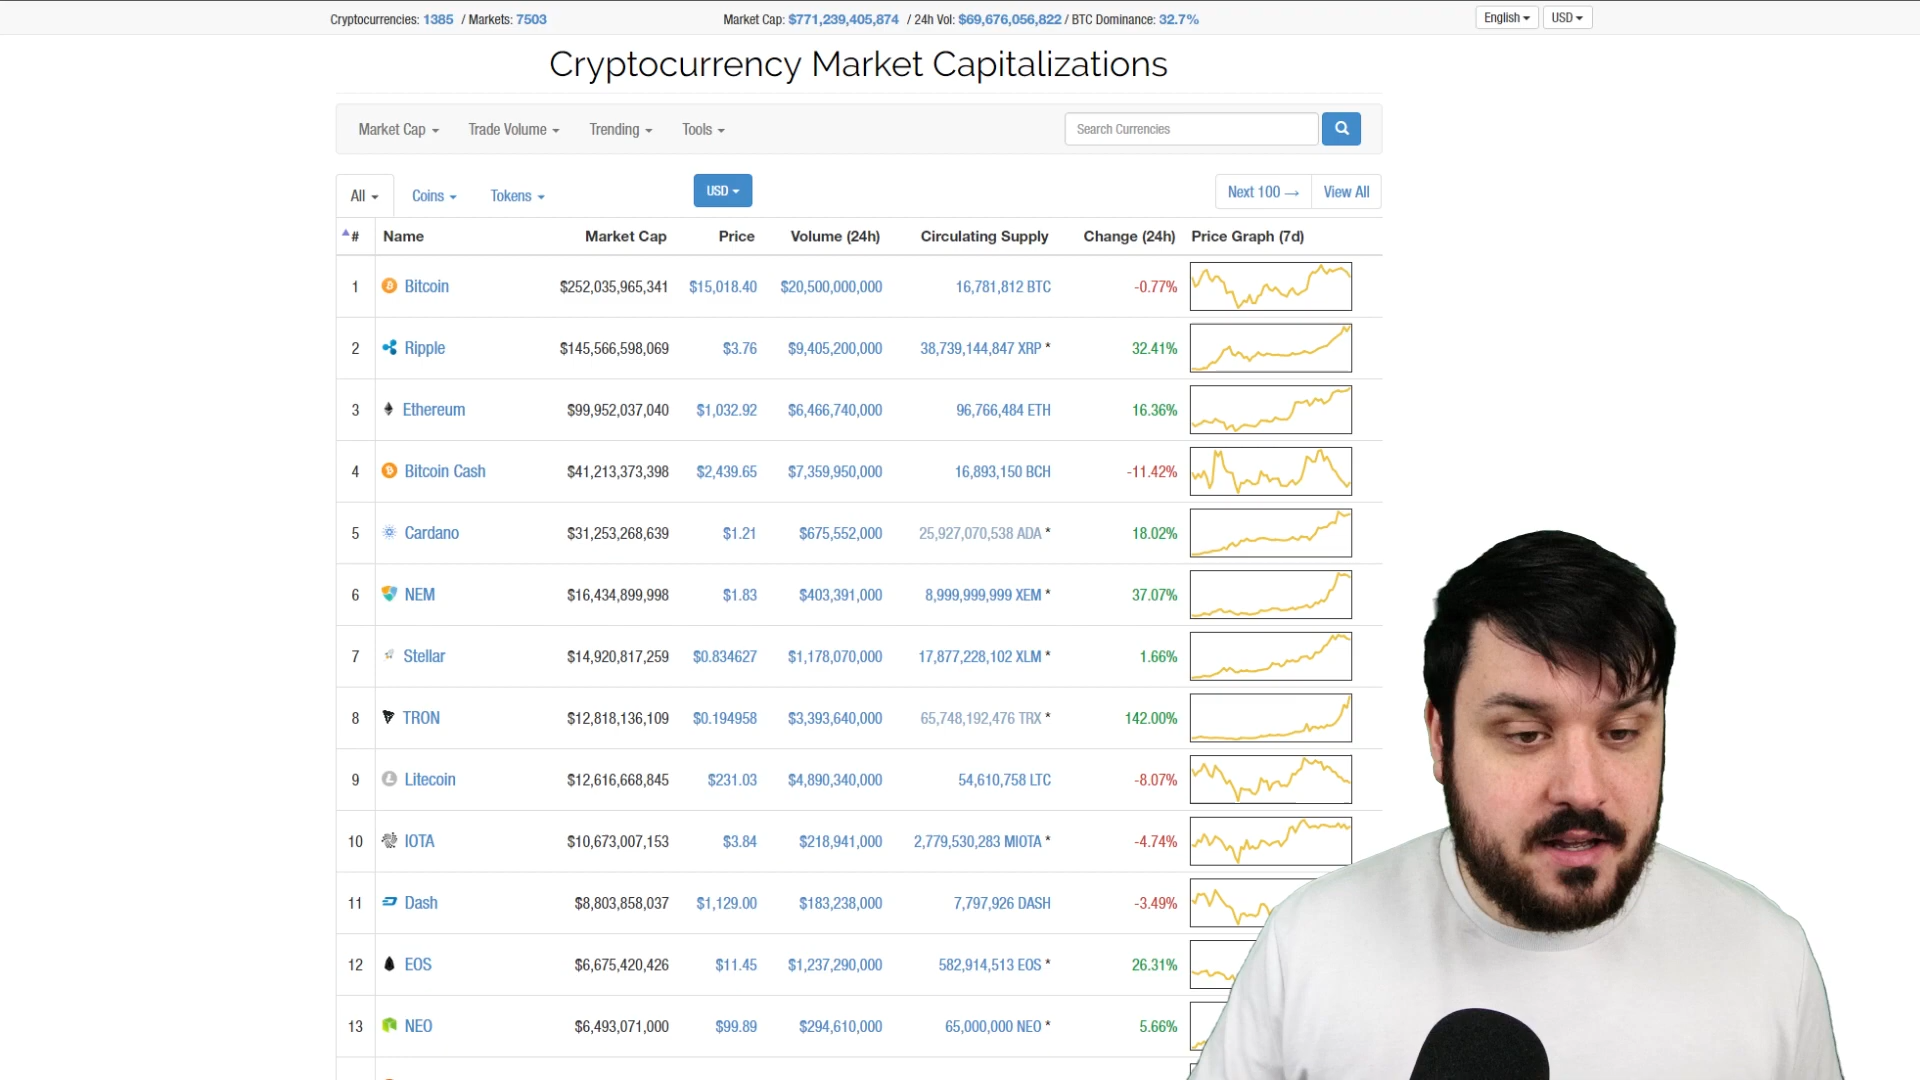 Cryptocurrencies: 1385 / Markets: 7503 Market Cap: $771,239,405,874 / 24h Vol: $69,676,056,822 / BTC Dominance: 32.7% English USD
Cryptocurrency Market Capitalizations
Market Cap Trade Volume Trending Tools Search Currencies
All Coins Tokens USD Next 100 → View All
# Name Market Cap Price Volume (24h) Circulating Supply Change (24h) Price Graph (7d)
1 Bitcoin $252,035,965,341 $15,018.40 $20,500,000,000 16,781,812 BTC -0.77%
2 Ripple $145,566,598,069 $3.76 $9,405,200,000 38,739,144,847 XRP * 32.41%
3 Ethereum $99,952,037,040 $1,032.92 $6,466,740,000 96,766,484 ETH 16.36%
4 Bitcoin Cash $41,213,373,398 $2,439.65 $7,359,950,000 16,893,150 BCH -11.42%
5 Cardano $31,253,268,639 $1.21 $675,552,000 25,927,070,538 ADA * 18.02%
6 NEM $16,434,899,998 $1.83 $403,391,000 8,999,999,999 XEM * 37.07%
7 Stellar $14,920,817,259 $0.834627 $1,178,070,000 17,877,228,102 XLM * 1.66%
8 TRON $12,818,136,109 $0.194958 $3,393,640,000 65,748,192,476 TRX * 142.00%
9 Litecoin $12,616,668,845 $231.03 $4,890,340,000 54,610,758 LTC -8.07%
10 IOTA $10,673,007,153 $3.84 $218,941,000 2,779,530,283 MIOTA * -4.74%
11 Dash $8,803,858,037 $1,129.00 $183,238,000 7,797,926 DASH -3.49%
12 EOS $6,675,420,426 $11.45 $1,237,290,000 582,914,513 EOS * 26.31%
13 NEO $6,493,071,000 $99.89 $294,610,000 65,000,000 NEO * 5.66%